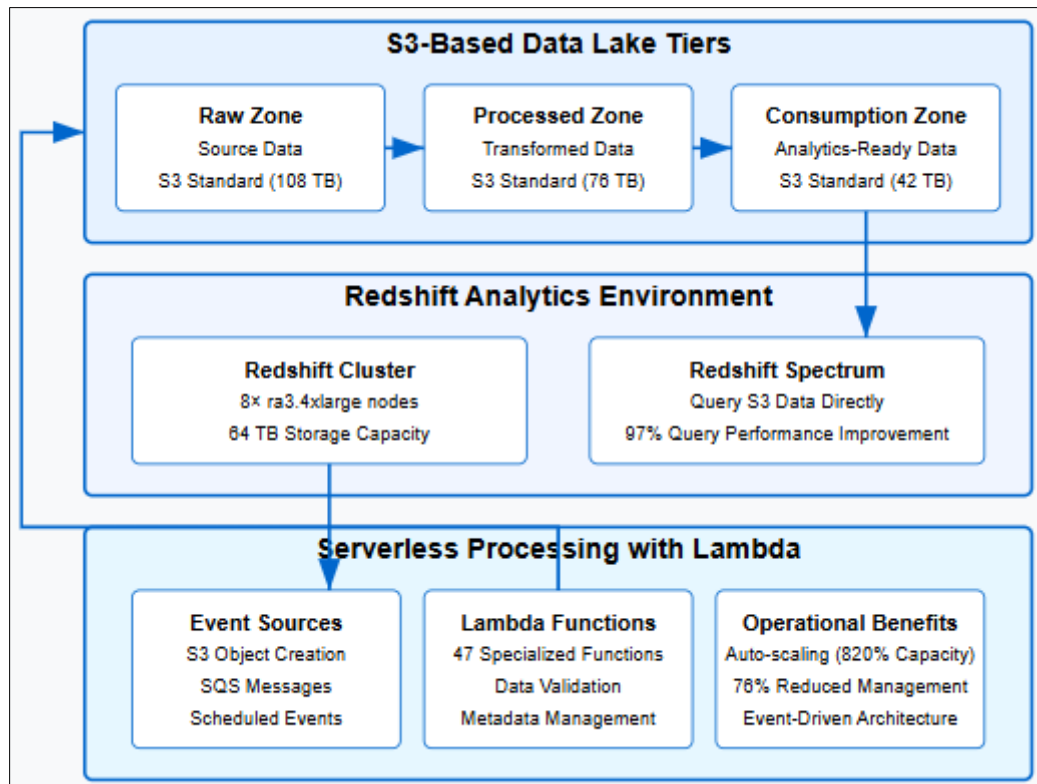 S3-Based Data Lake Tiers
Raw Zone
Source Data
S3 Standard (108 TB)
Processed Zone
Transformed Data
S3 Standard (76 TB)
Consumption Zone
Analytics-Ready Data
S3 Standard (42 TB)
Redshift Analytics Environment
Redshift Cluster
8× ra3.4xlarge nodes
64 TB Storage Capacity
Redshift Spectrum
Query S3 Data Directly
97% Query Performance Improvement
Serverless Processing with Lambda
Event Sources
S3 Object Creation
SQS Messages
Scheduled Events
Lambda Functions
47 Specialized Functions
Data Validation
Metadata Management
Operational Benefits
Auto-scaling (820% Capacity)
76% Reduced Management
Event-Driven Architecture